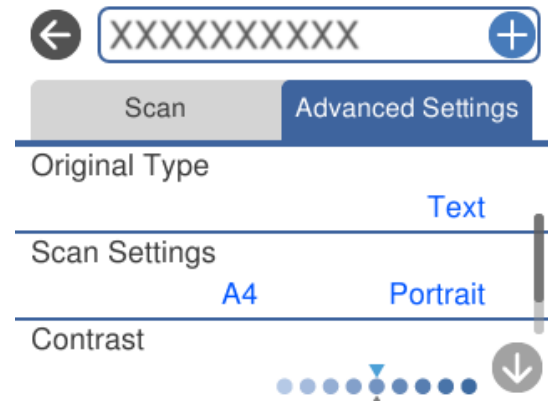 XXXXXXXXXX
Scan
Advanced Settings
Original Type
Text
Scan Settings
A4 Portrait
Contrast